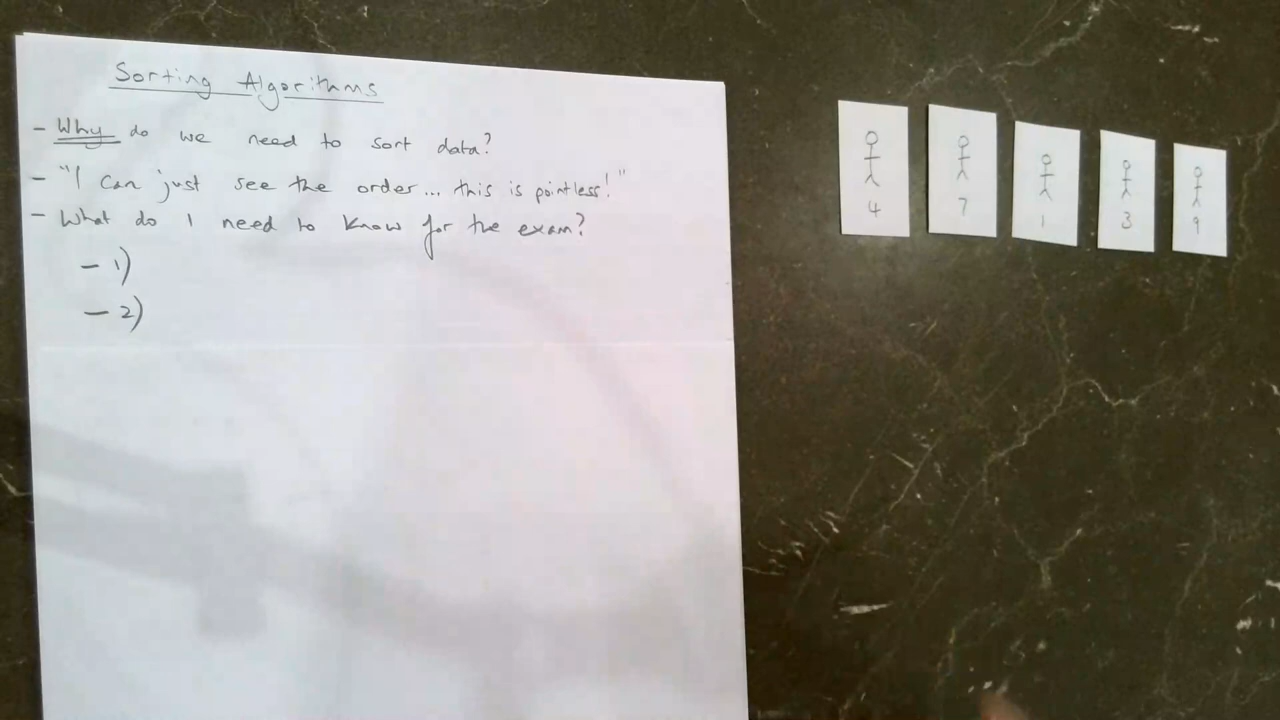 Sorting Algorithms
- Why do we need to sort data?
- "I can just see the order... this is pointless!"
- What do I need to know for the exam?
- 1)
- 2)
4 7 1 3 9